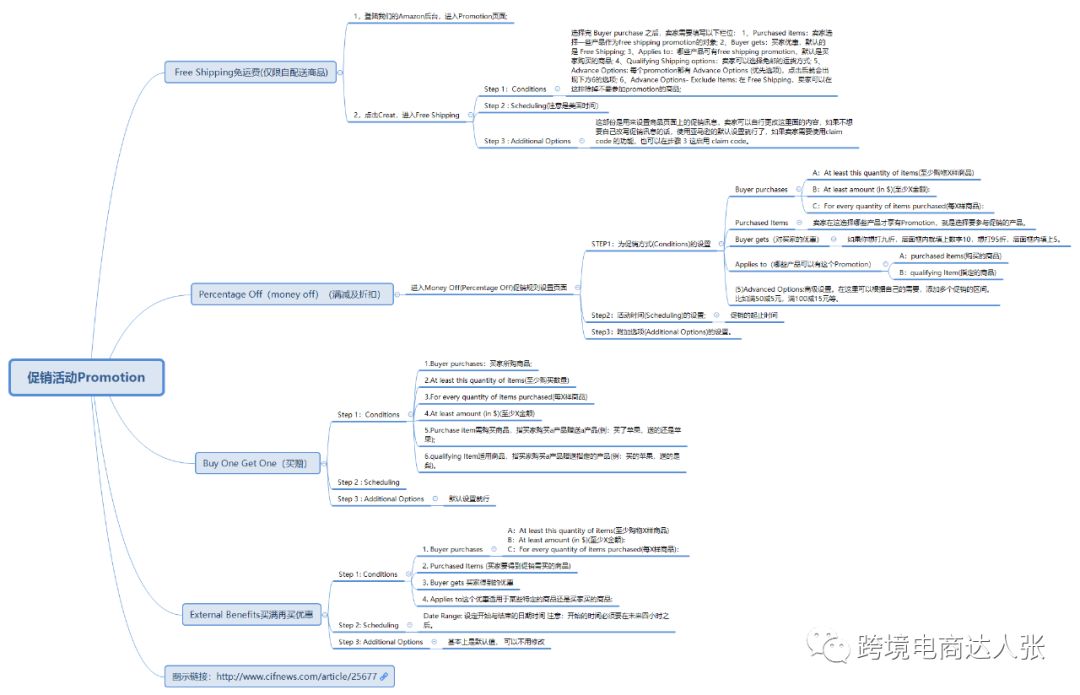 促销活动Promotion
Free Shipping免运费(仅限自配送商品)
1、登陆我们的Amazon后台，进入Promotion页面;
2、点击Creat，进入Free Shipping
Step 1： Conditions
选择完 Buyer purchase 之后，卖家需要填写以下栏位： 1、Purchased items：卖家选
择一些产品作为free shipping promotion的对象; 2、Buyer gets：买家优惠，默认的
是 Free Shipping; 3、Applies to：哪些产品可有free shipping promotion，默认是买
家购买的商品; 4、Qualifying Shipping options：卖家可以选择免邮的运货方式; 5、
Advance Options: 每个promotion都有 Advance Options (优先选项)，点击后就会出
现下方6的选项; 6、Advance Options- Exclude Items: 在 Free Shipping，卖家可以在
这排除掉不需参加promotion的商品;
Step 2 : Scheduling(注意是美国时间)
Step 3 : Additional Options
这部份是用来设置商品页面上的促销讯息，卖家可以自行更改这里面的内容，如果不想
要自己改写促销讯息的话，使用亚马逊的默认设置就行了，如果卖家需要使用claim
code 的功能，也可以在步骤 3 这启用 claim code。
Percentage Off（money off）（满减及折扣）
进入Money Off(Percentage Off)促销规则设置页面
STEP1：为促销方式(Conditions)的设置
Buyer purchases
A：At least this quantity of items(至少购物X样商品)
B：At least amount (in $)(至少X金额):
C：For every quantity of items purchased(每X样商品):
Purchased Items
卖家在这选择哪些产品才享有Promotion，就是选择要参与促销的产品。
Buyer gets（对买家的优惠）
如果你想打九折，后面框内就填上数字10，想打95折，后面框内填上5。
Applies to（哪些产品可以有这个Promotion）
A：purchased items(购买的商品)
B：qualifying Item(指定的商品)
(5)Advanced Options:高级设置。在这里可以根据自己的需要，添加多个促销的区间。
比如满50减5元，满100减15元等。
Step2：活动时间(Scheduling)的设置;
促销的起止时间
Step3：附加选项(Additional Options)的设置。
Buy One Get One（买赠）
Step 1： Conditions
1.Buyer purchases：买家所购商品;
2.At least this quantity of items(至少购买数量)
3.For every quantity of items purchased(每X样商品)
4.At least amount (in $)(至少X金额)
5.Purchase Item需购买商品，指买家购买a产品赠送a产品(例：买了苹果，送的还是苹
果);
6.qualifying Item适用商品，指买家购买a产品赠送指定的产品(例：买的苹果，送的是
梨)。
Step 2 : Scheduling
Step 3 : Additional Options
默认设置就行
External Benefits买满再买优惠
Step 1: Conditions
1. Buyer purchases
A：At least this quantity of items(至少购物X样商品)
B：At least amount (in $)(至少X金额):
C：For every quantity of items purchased(每X样商品):
2. Purchased Items (买家要得到促销需买的商品)
3. Buyer gets 买家得到的优惠
4. Applies to这个优惠适用于某些特定的商品还是买家买的商品:
Step 2: Scheduling
Date Range: 设定开始与结束的日期时间 注意：开始的时间必须要在未来四小时之
后。
Step 3: Additional Options
基本上是默认值， 可以不用修改
图示链接：http://www.cifnews.com/article/25677
跨境电商达人张